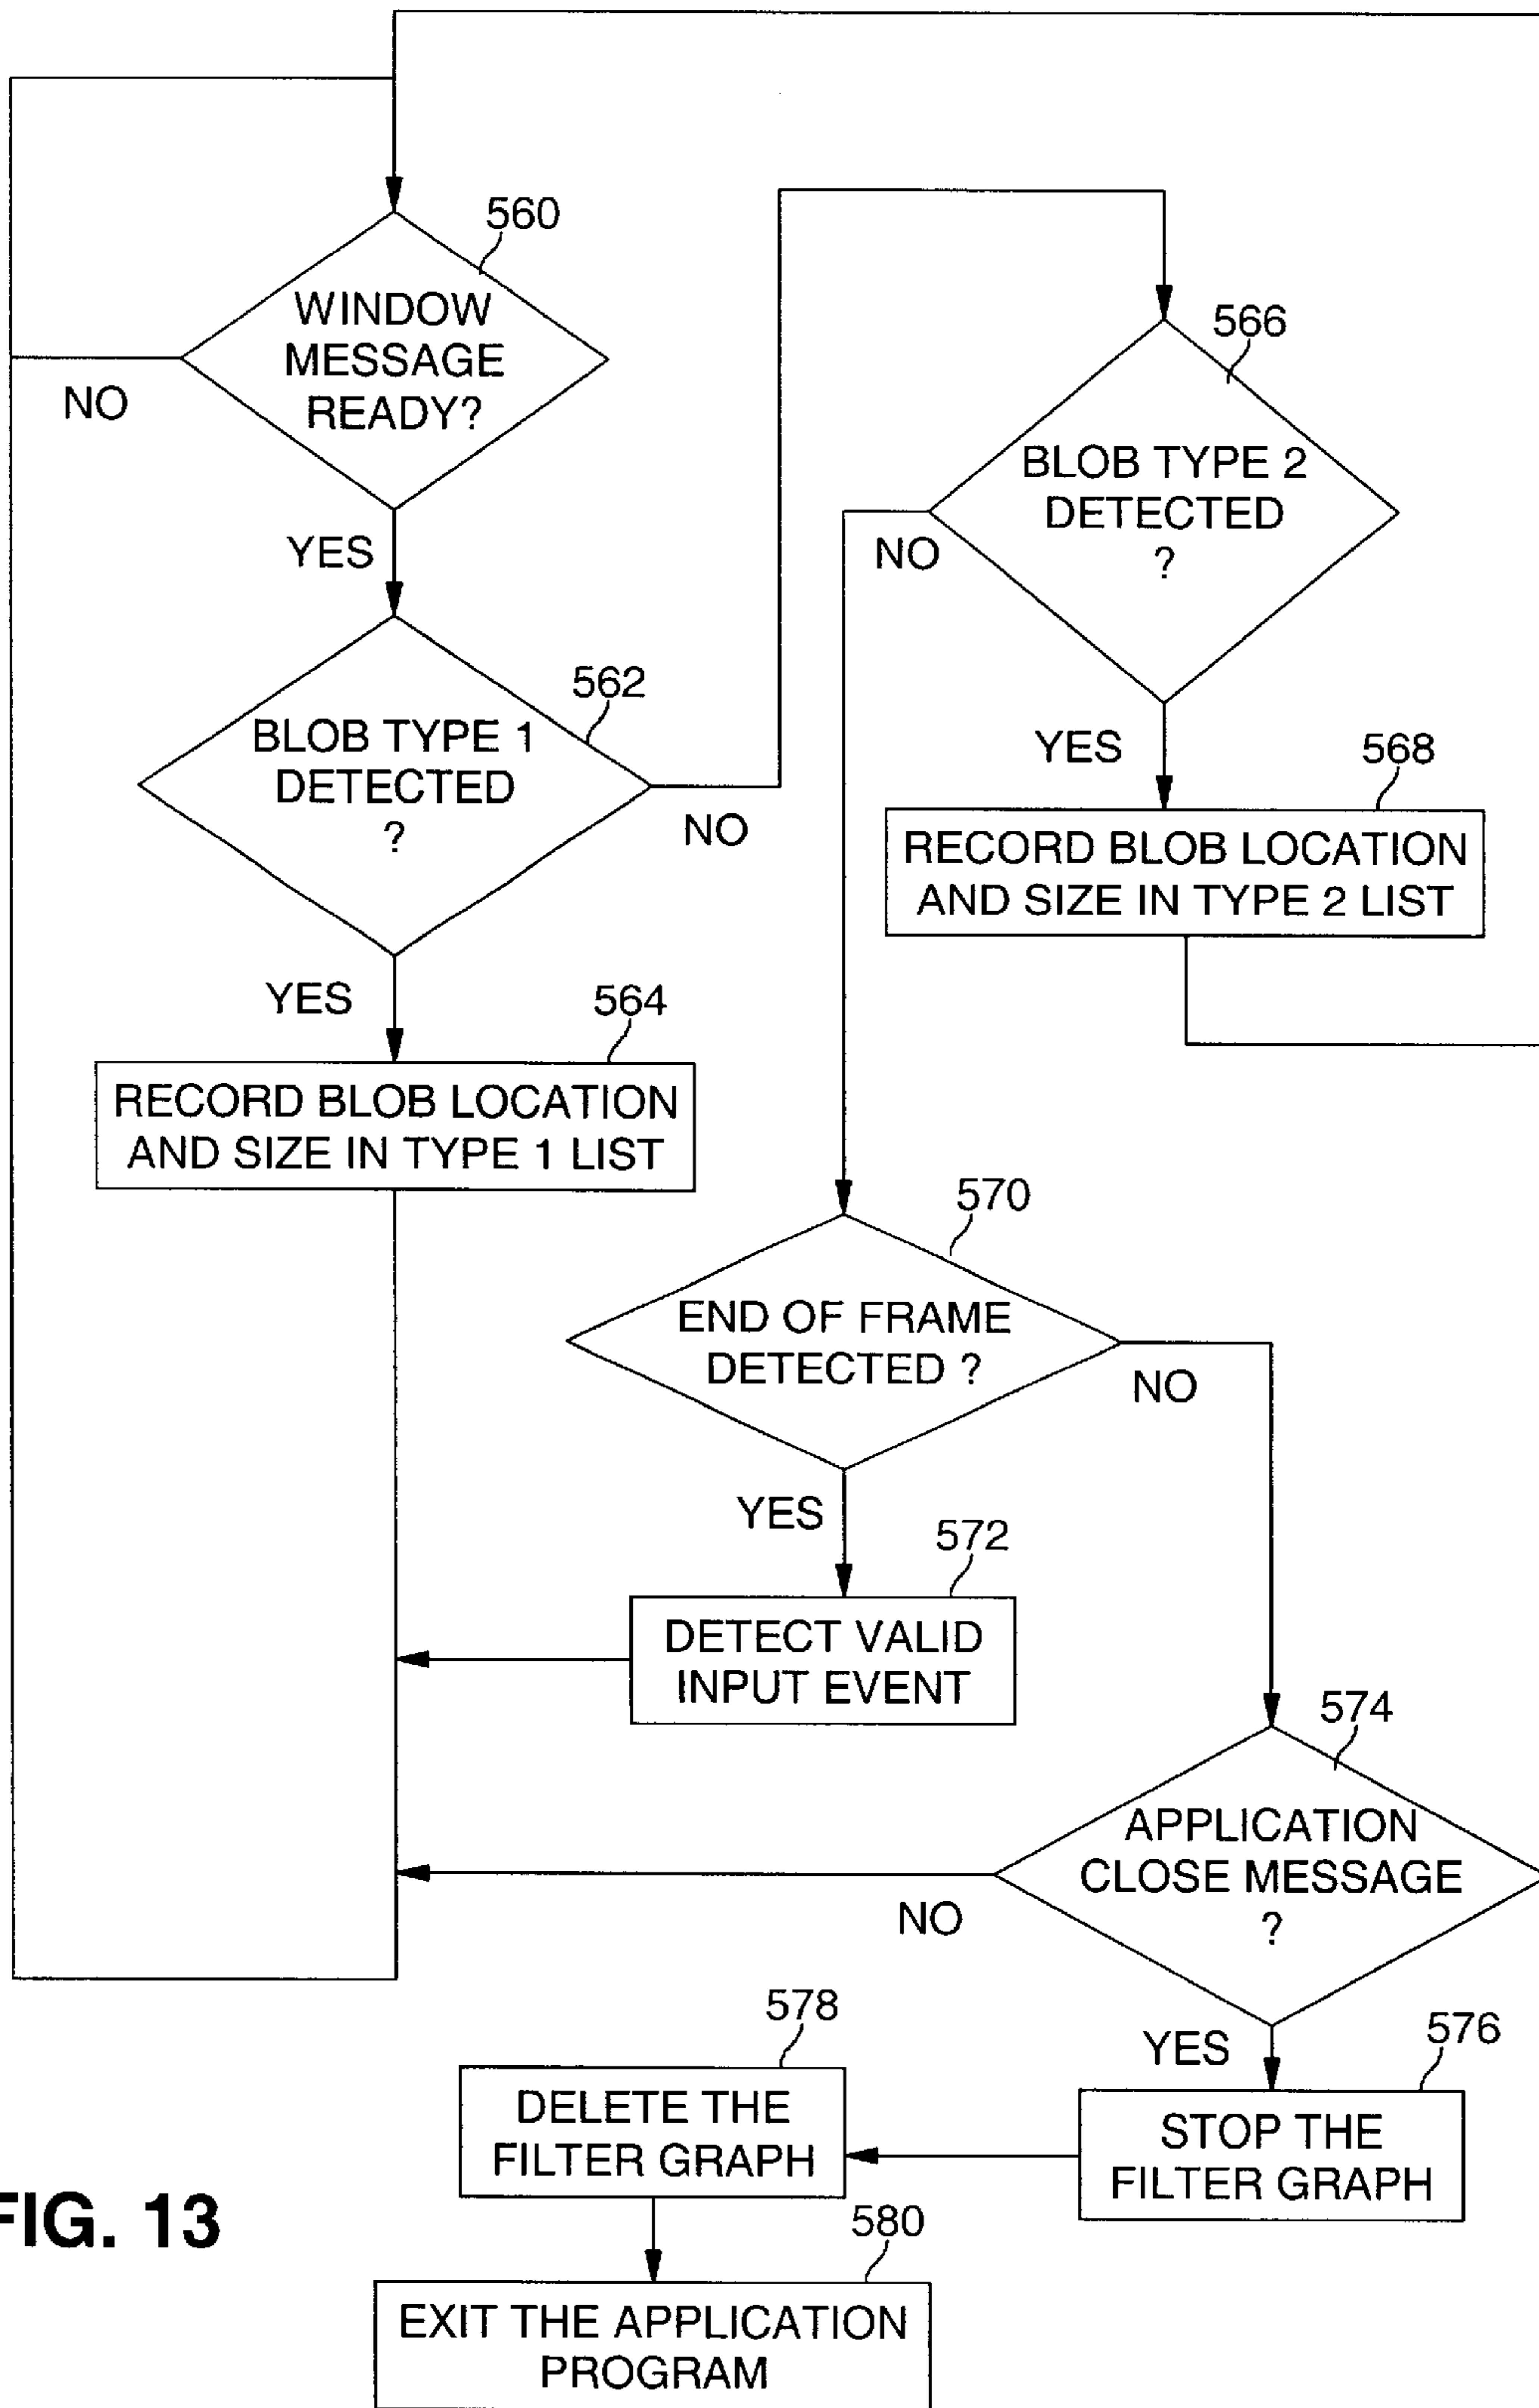 560
WINDOW
MESSAGE
READY?
NO
YES
562
BLOB TYPE 1
DETECTED
?
NO
YES
564
RECORD BLOB LOCATION
AND SIZE IN TYPE 1 LIST
566
BLOB TYPE 2
DETECTED
?
NO
YES
568
RECORD BLOB LOCATION
AND SIZE IN TYPE 2 LIST
570
END OF FRAME
DETECTED ?
NO
YES
572
DETECT VALID
INPUT EVENT
574
APPLICATION
CLOSE MESSAGE
?
NO
YES
576
STOP THE
FILTER GRAPH
578
DELETE THE
FILTER GRAPH
580
EXIT THE APPLICATION
PROGRAM
FIG. 13